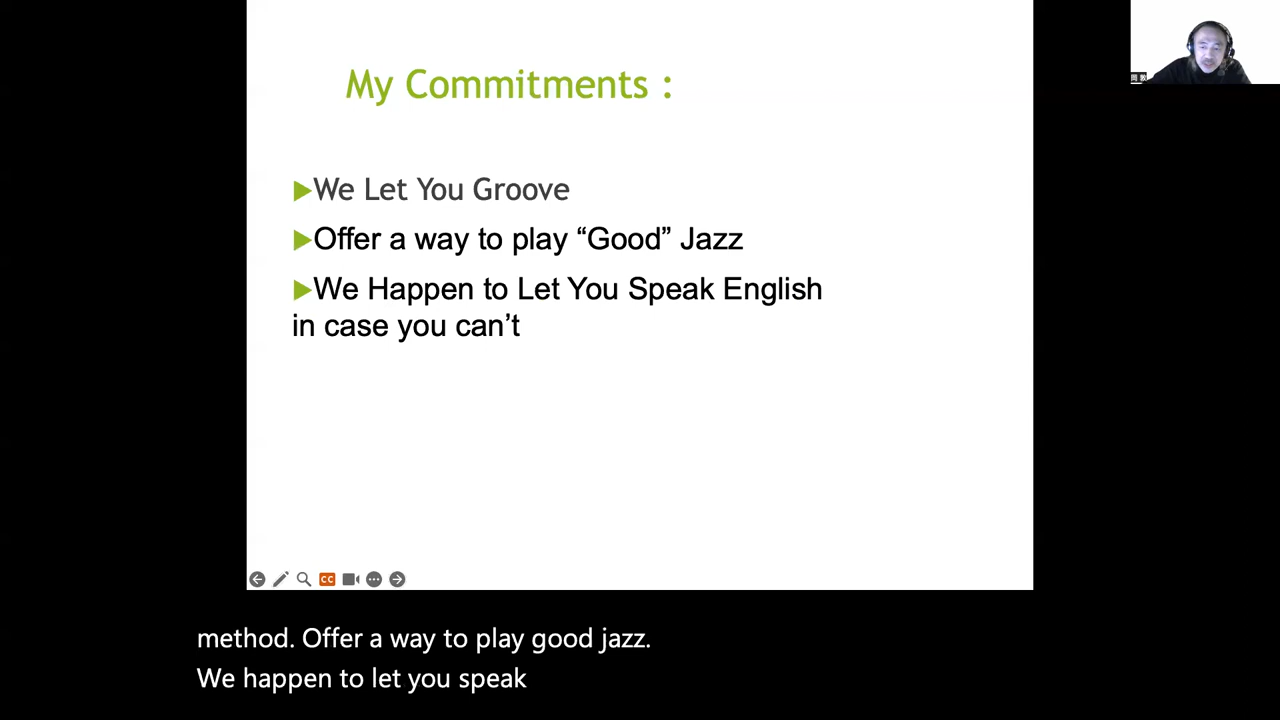 My Commitments :
We Let You Groove
Offer a way to play “Good” Jazz
We Happen to Let You Speak English
in case you can’t
CC
method. Offer a way to play good jazz.
We happen to let you speak